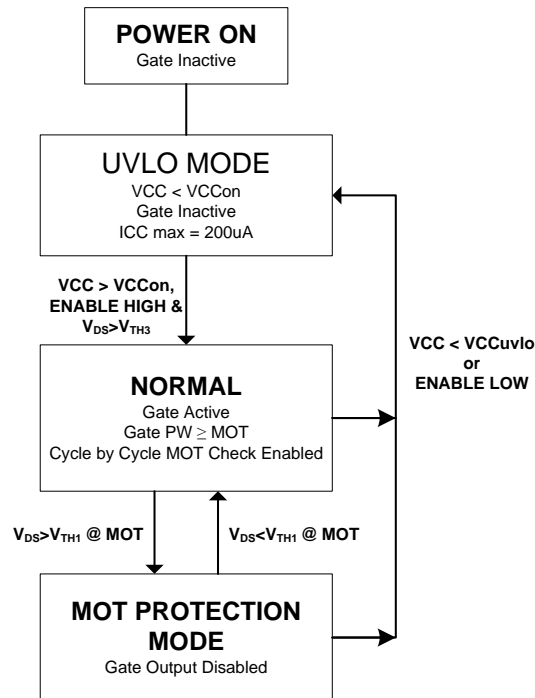 POWER ON
Gate Inactive
UVLO MODE
VCC < VCCon
Gate Inactive
ICC max = 200uA
VCC > VCCon,
ENABLE HIGH &
VDS>VTH3
VCC < VCCuvlo
or
ENABLE LOW
NORMAL
Gate Active
Gate PW ≥ MOT
Cycle by Cycle MOT Check Enabled
VDS>VTH1 @ MOT
VDS<VTH1 @ MOT
MOT PROTECTION
MODE
Gate Output Disabled